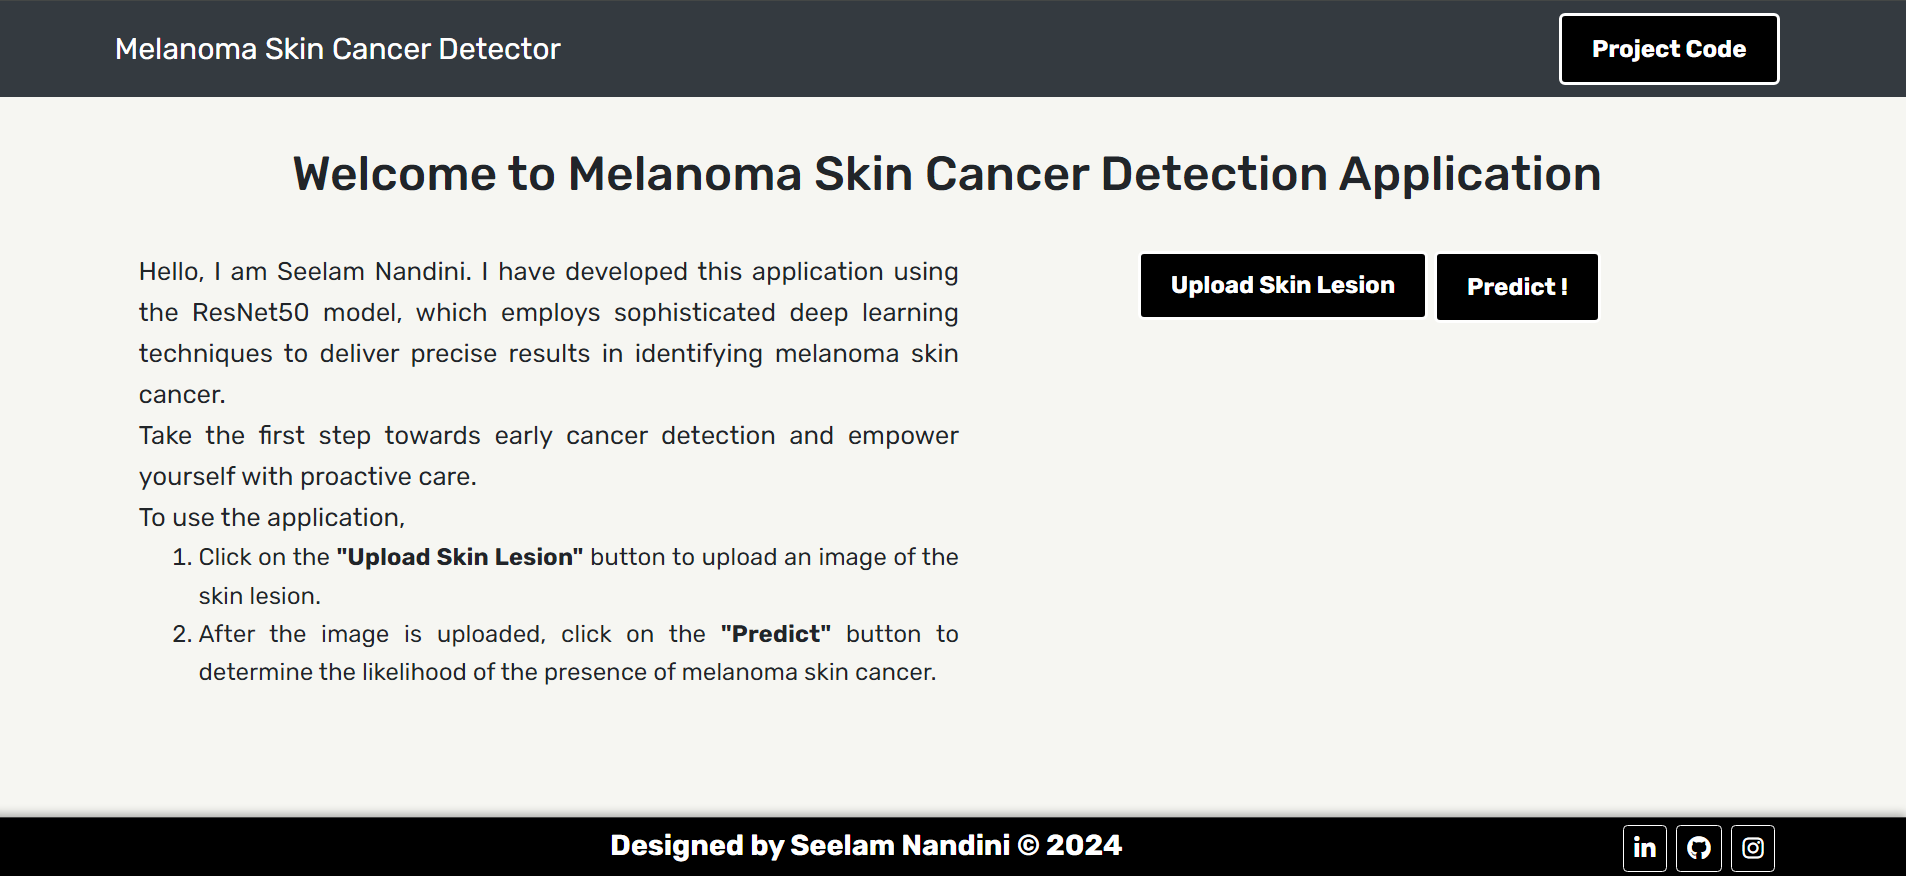 Melanoma Skin Cancer Detector
Project Code
Welcome to Melanoma Skin Cancer Detection Application
Hello, I am Seelam Nandini. I have developed this application using
the ResNet50 model, which employs sophisticated deep learning
techniques to deliver precise results in identifying melanoma skin
cancer.
Take the first step towards early cancer detection and empower
yourself with proactive care.
To use the application,
1. Click on the "Upload Skin Lesion" button to upload an image of the
skin lesion.
2. After the image is uploaded, click on the "Predict" button to
determine the likelihood of the presence of melanoma skin cancer.
Upload Skin Lesion
Predict !
Designed by Seelam Nandini © 2024
in